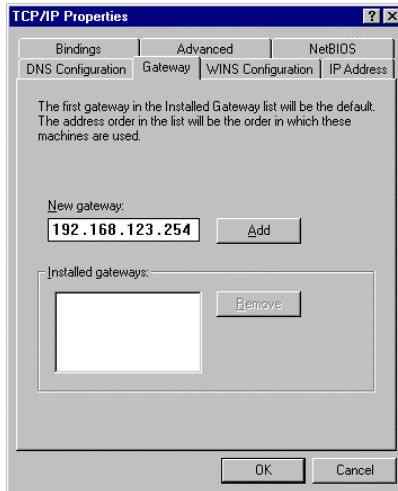 TCP/IP Properties
Bindings Advanced NetBIOS
DNS Configuration Gateway WINS Configuration IP Address
The first gateway in the Installed Gateway list will be the default.
The address order in the list will be the order in which these
machines are used.
New gateway:
192.168.123.254 Add
Installed gateways:
Remove
OK Cancel